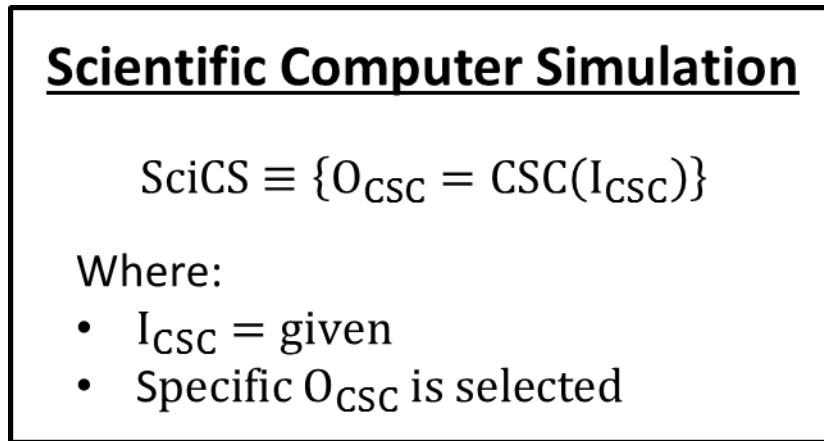 Scientific Computer Simulation
SciCS ≡ {O_CSC = CSC(I_CSC)}
Where:
• I_CSC = given
• Specific O_CSC is selected